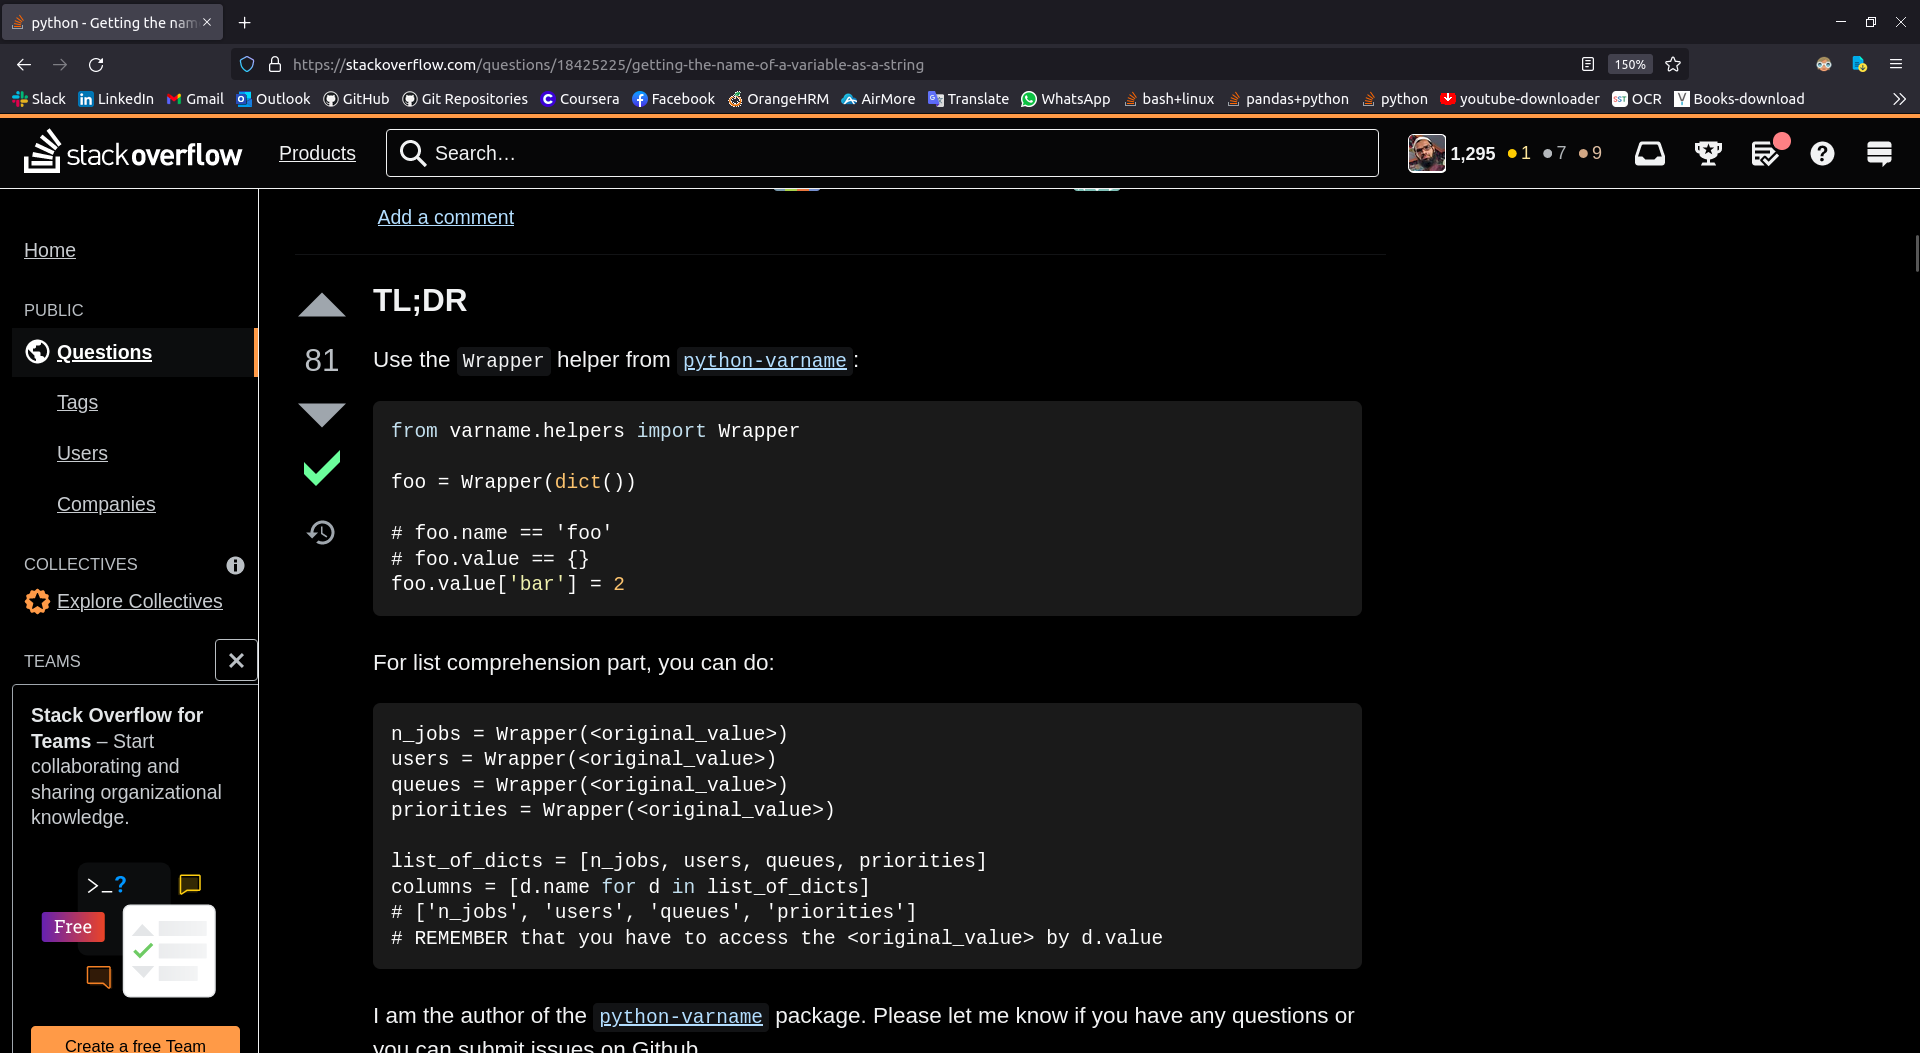 python - Getting the nam
https://stackoverflow.com/questions/18425225/getting-the-name-of-a-variable-as-a-string
150%
Slack LinkedIn Gmail Outlook GitHub Git Repositories Coursera Facebook OrangeHRM AirMore Translate WhatsApp bash+linux pandas+python python youtube-downloader OCR Books-download
stackoverflow Products Search… 1,295 1 7 9
Add a comment
Home
PUBLIC
Questions
Tags
Users
Companies
COLLECTIVES
Explore Collectives
TEAMS
Stack Overflow for
Teams – Start
collaborating and
sharing organizational
knowledge.
>_?
Free
Create a free Team
TL;DR
81
Use the Wrapper helper from python-varname:
from varname.helpers import Wrapper
foo = Wrapper(dict())
# foo.name == 'foo'
# foo.value == {}
foo.value['bar'] = 2
For list comprehension part, you can do:
n_jobs = Wrapper(<original_value>)
users = Wrapper(<original_value>)
queues = Wrapper(<original_value>)
priorities = Wrapper(<original_value>)
list_of_dicts = [n_jobs, users, queues, priorities]
columns = [d.name for d in list_of_dicts]
# ['n_jobs', 'users', 'queues', 'priorities']
# REMEMBER that you have to access the <original_value> by d.value
I am the author of the python-varname package. Please let me know if you have any questions or
you can submit issues on Github.